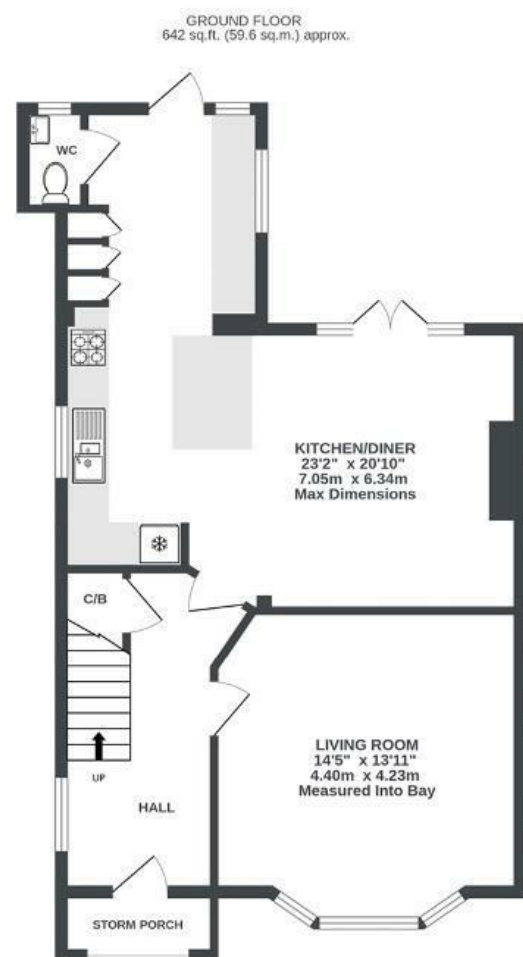 GROUND FLOOR
642 sq.ft. (59.6 sq.m.) approx.
WC
KITCHEN/DINER
23'2" x 20'10"
7.05m x 6.34m
Max Dimensions
C/B
UP
HALL
LIVING ROOM
14'5" x 13'11"
4.40m x 4.23m
Measured Into Bay
STORM PORCH